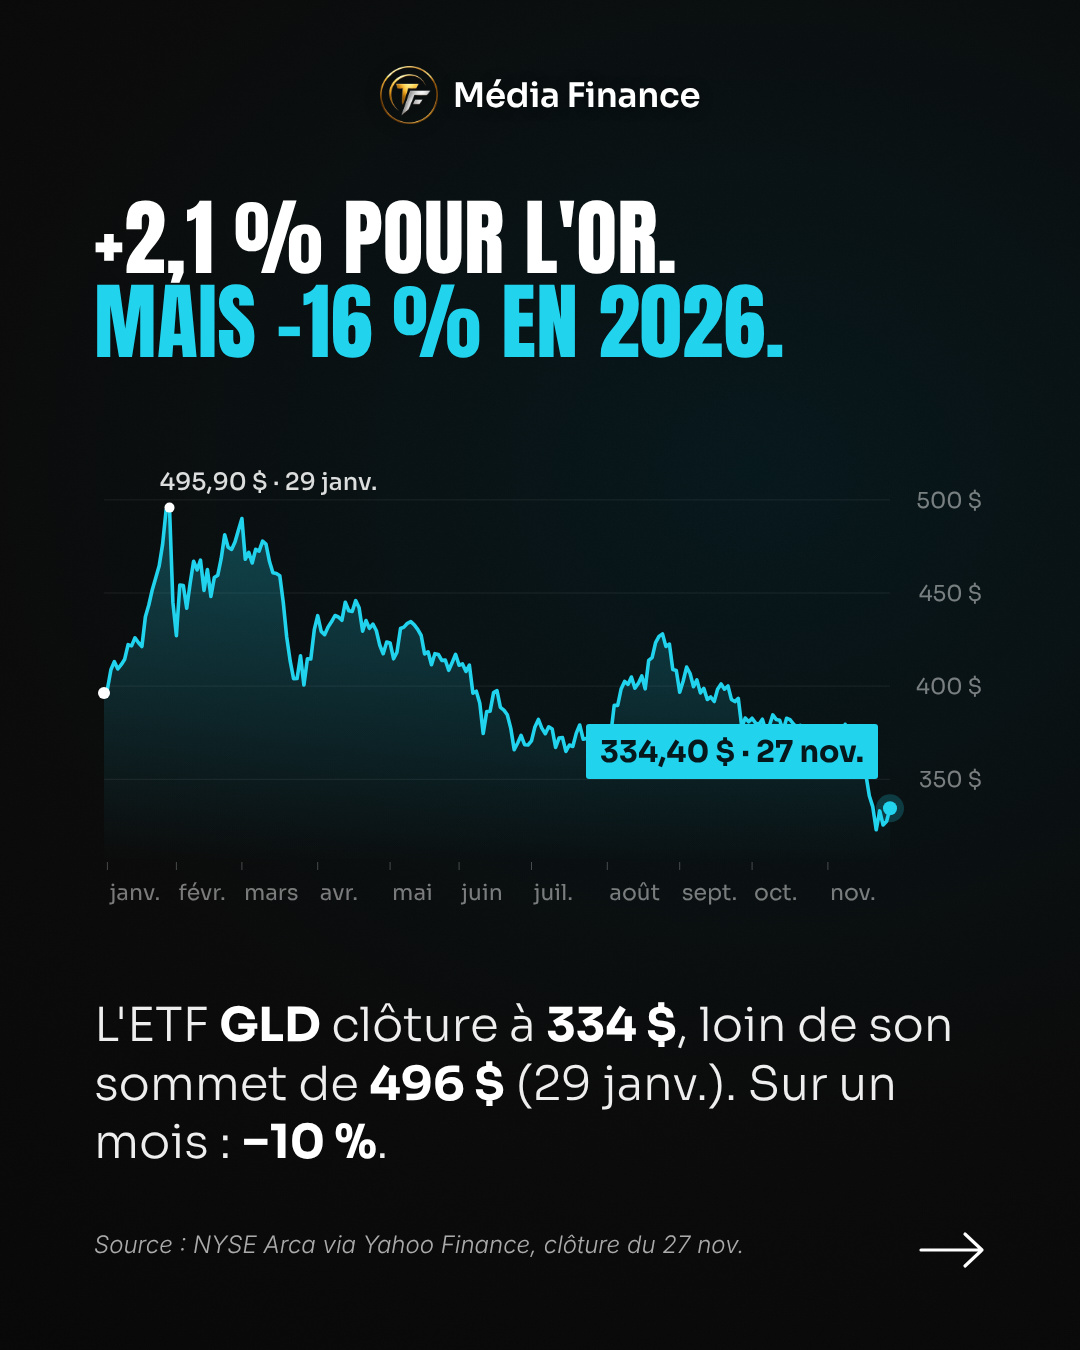 TF Média Finance
+2,1 % POUR L'OR.
MAIS -16 % EN 2026.
495,90 $ · 29 janv.
500 $
450 $
400 $
334,40 $ · 27 nov.
350 $
janv. févr. mars avr. mai juin juil. août sept. oct. nov.
L'ETF GLD clôture à 334 $, loin de son
sommet de 496 $ (29 janv.). Sur un
mois : −10 %.
Source : NYSE Arca via Yahoo Finance, clôture du 27 nov.